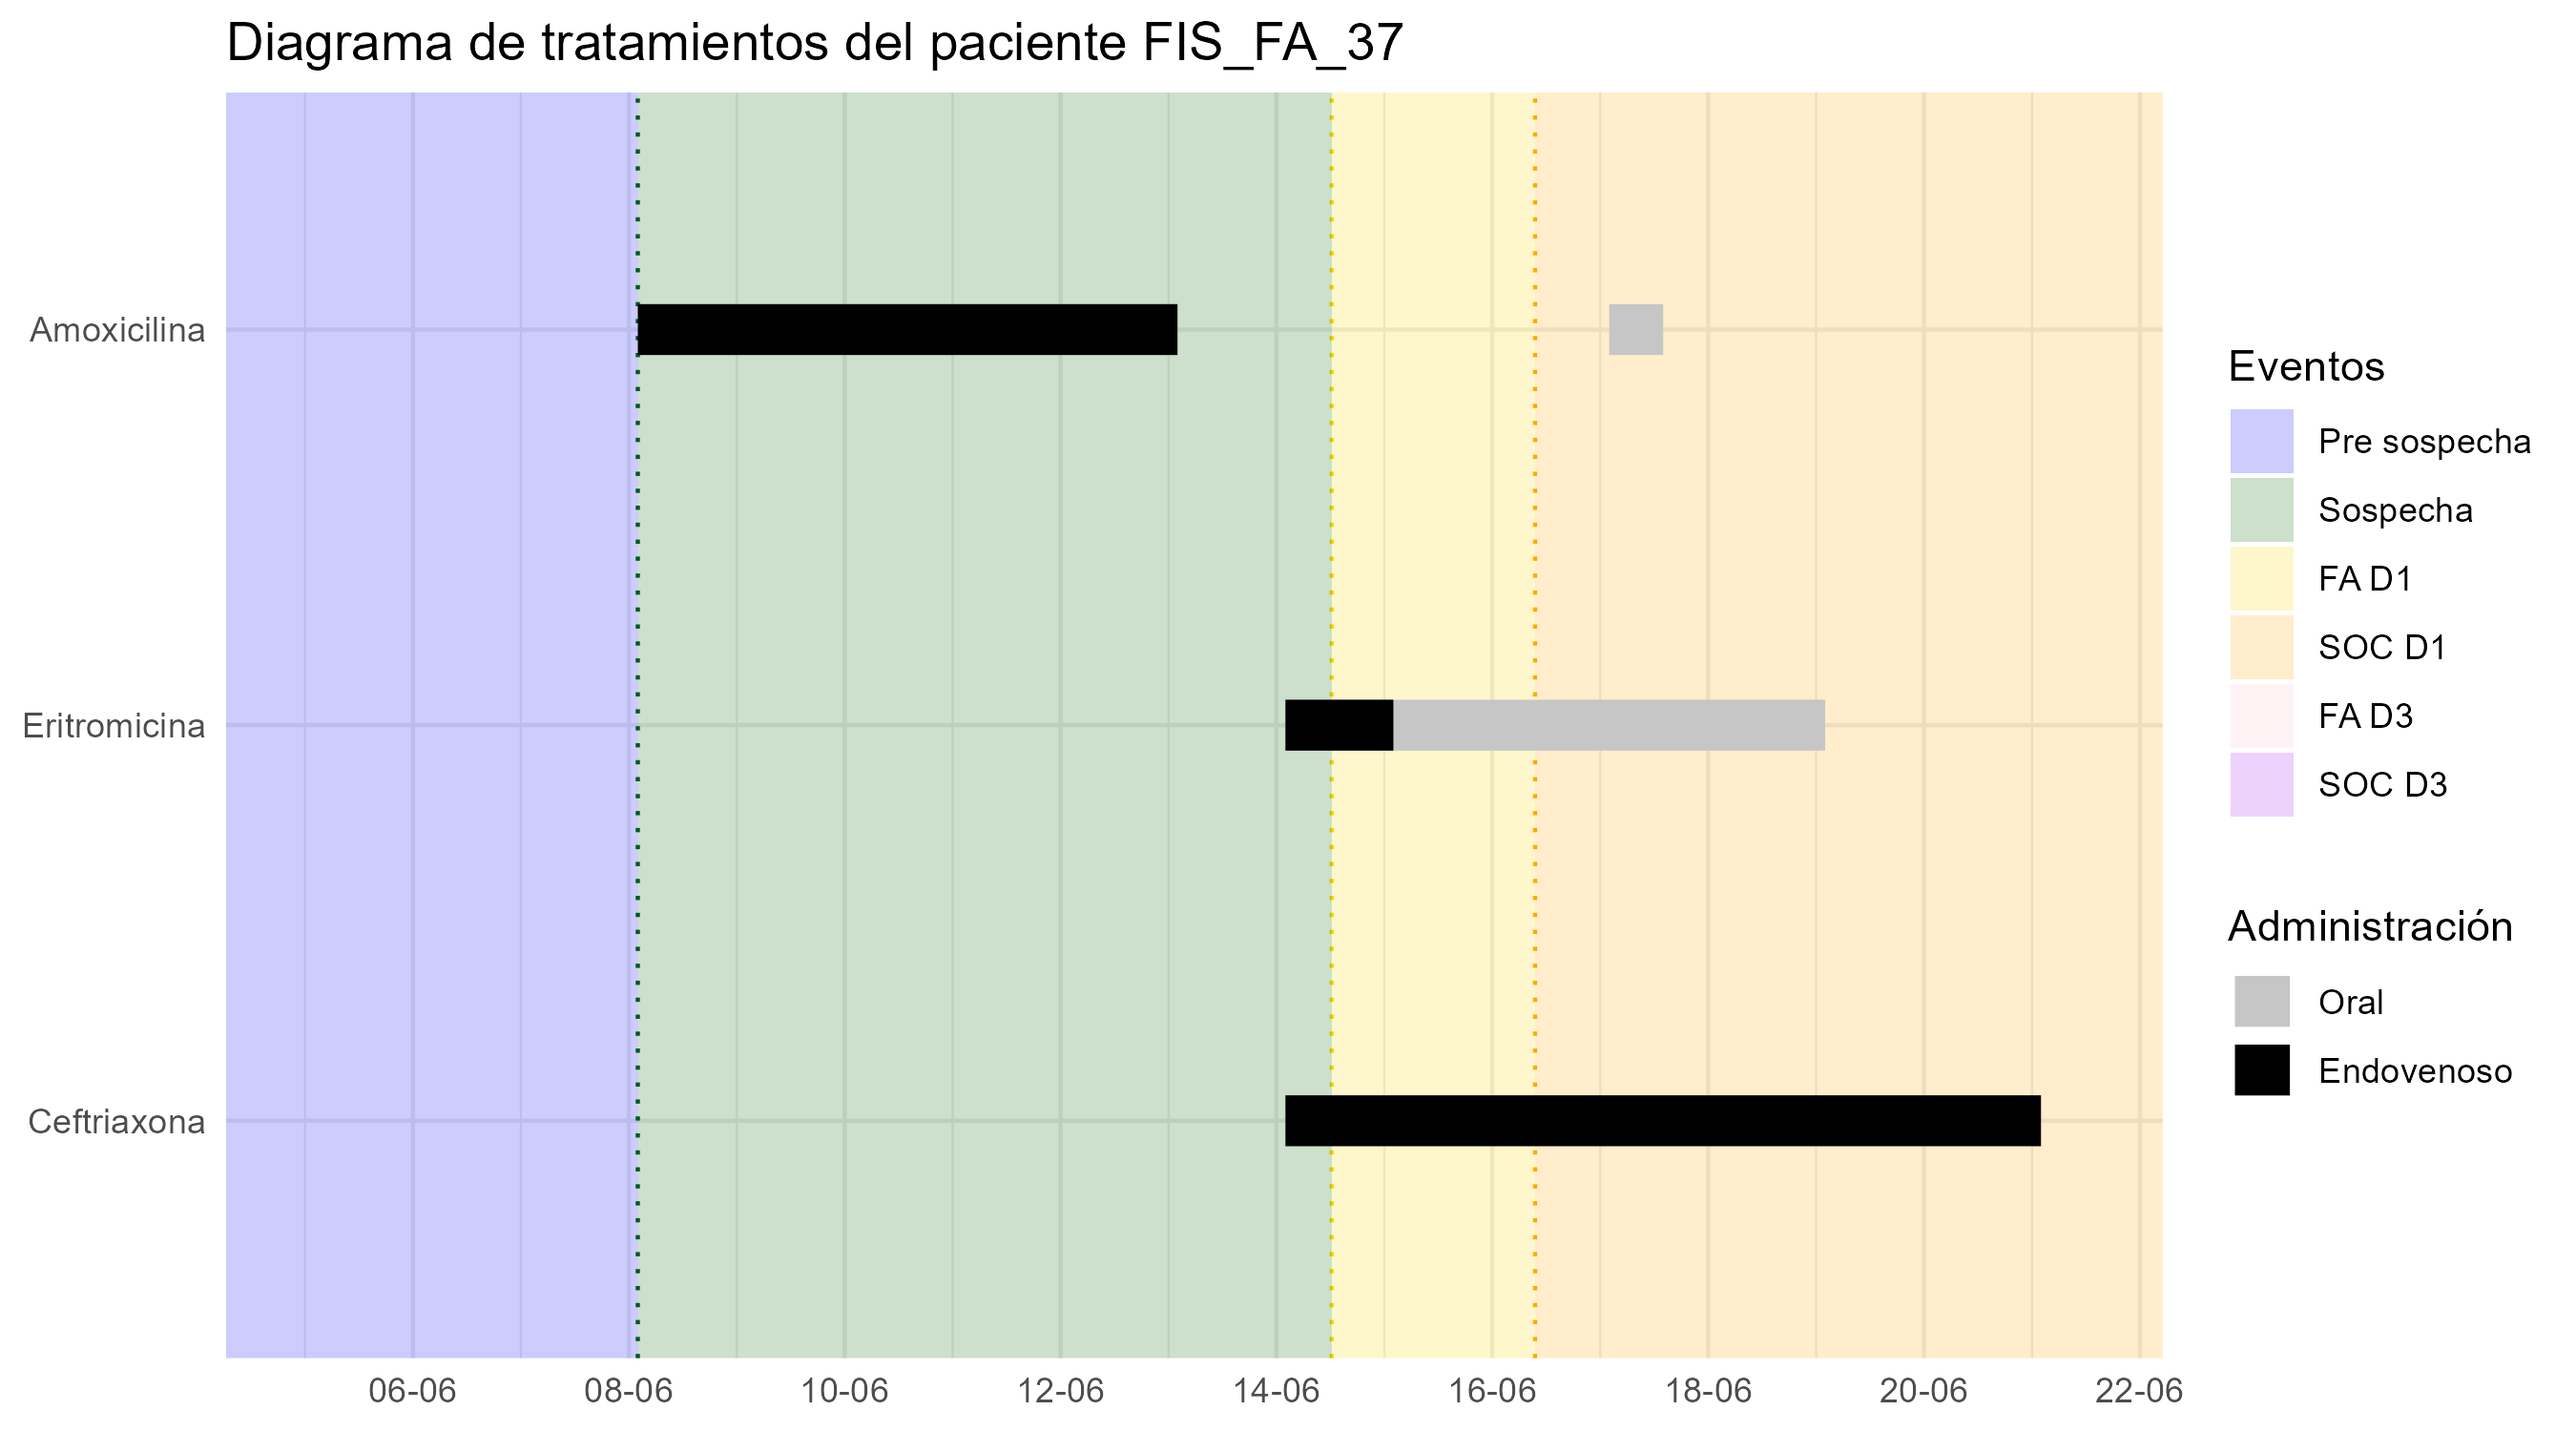 Diagrama de tratamientos del paciente FIS_FA_37
Amoxicilina
Eritromicina
Ceftriaxona
06-06
08-06
10-06
12-06
14-06
16-06
18-06
20-06
22-06
Eventos
Pre sospecha
Sospecha
FA D1
SOC D1
FA D3
SOC D3
Administración
Oral
Endovenoso